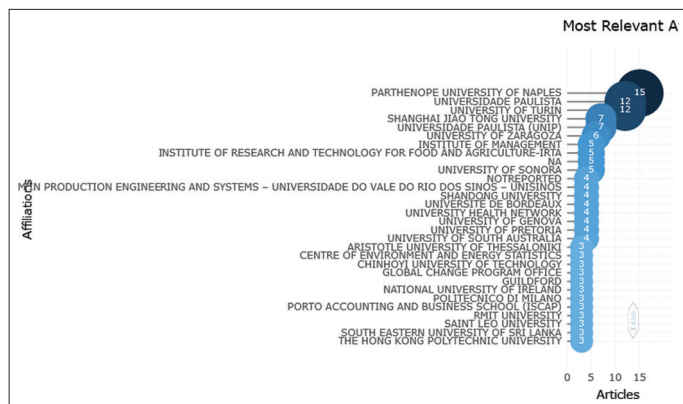 Most Relevant A
PARTHENOPE UNIVERSITY OF NAPLES 15
UNIVERSIDADE PAULISTA 12
UNIVERSITY OF TURIN 12
SHANGHAI JIAO TONG UNIVERSITY 7
UNIVERSIDADE PAULISTA (UNIP) 7
UNIVERSITY OF ZARAGOZA 6
INSTITUTE OF MANAGEMENT 5
INSTITUTE OF RESEARCH AND TECHNOLOGY FOR FOOD AND AGRICULTURE-IRTA 5
NA 5
UNIVERSITY OF SONORA 5
NOTREPORTED 4
M IN PRODUCTION ENGINEERING AND SYSTEMS – UNIVERSIDADE DO VALE DO RIO DOS SINOS – UNISINOS 4
SHANDONG UNIVERSITY 4
UNIVERSITÉ DE BORDEAUX 4
UNIVERSITY HEALTH NETWORK 4
UNIVERSITY OF GENOVA 4
UNIVERSITY OF PRETORIA 4
UNIVERSITY OF SOUTH AUSTRALIA 4
ARISTOTLE UNIVERSITY OF THESSALONIKI 3
CENTRE OF ENVIRONMENT AND ENERGY STATISTICS 3
CHINHOYI UNIVERSITY OF TECHNOLOGY 3
GLOBAL CHANGE PROGRAM OFFICE 3
GUILDFORD 3
NATIONAL UNIVERSITY OF IRELAND 3
POLITECNICO DI MILANO 3
PORTO ACCOUNTING AND BUSINESS SCHOOL (ISCAP) 3
RMIT UNIVERSITY 3
SAINT LEO UNIVERSITY 3
SOUTH EASTERN UNIVERSITY OF SRI LANKA 3
THE HONG KONG POLYTECHNIC UNIVERSITY 3
Affiliations
0 5 10 15
Articles